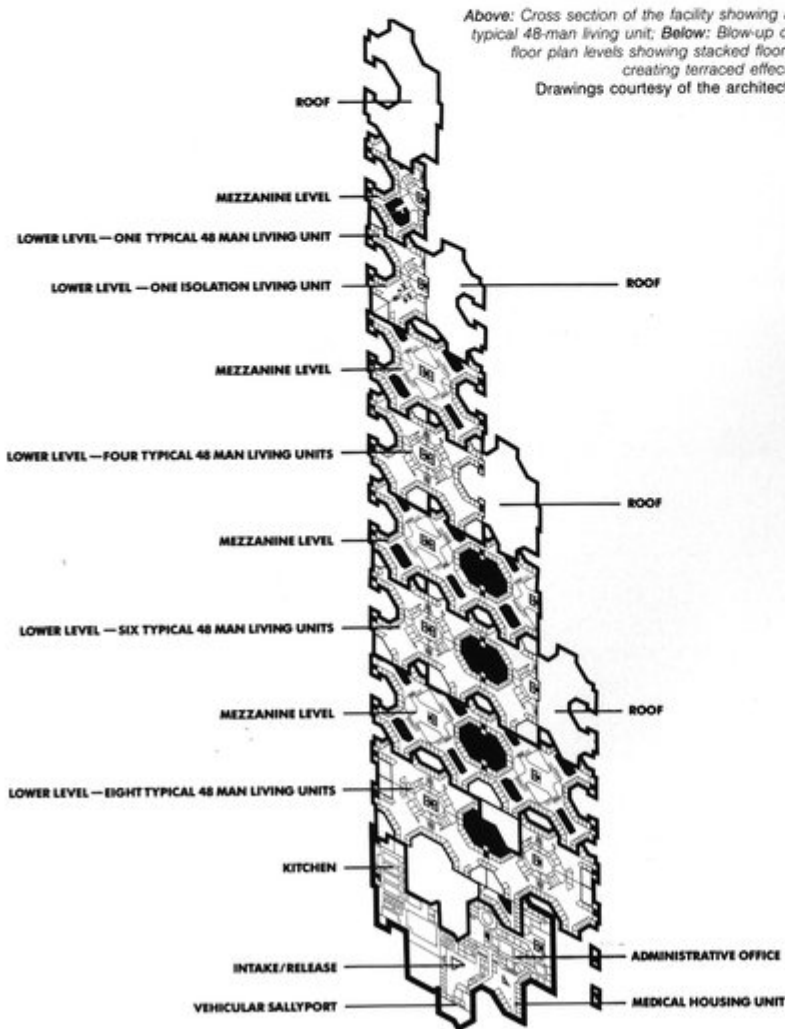 Above: Cross section of the facility showing
typical 48-man living unit; Below: Blow-up
floor plan levels showing stacked
creating terraced
Drawings courtesy of the
ROOF
MEZZANINE LEVEL
LOWER LEVEL—ONE TYPICAL 48 MAN LIVING UNIT
LOWER LEVEL—ONE ISOLATION LIVING UNIT
ROOF
MEZZANINE LEVEL
LOWER LEVEL—FOUR TYPICAL 48 MAN LIVING UNITS
ROOF
MEZZANINE LEVEL
LOWER LEVEL—SIX TYPICAL 48 MAN LIVING UNITS
MEZZANINE LEVEL
ROOF
LOWER LEVEL—EIGHT TYPICAL 48 MAN LIVING UNITS
KITCHEN
ADMINISTRATIVE OFFICE
INTAKE/RELEASE
VEHICULAR SALLYPORT
MEDICAL HOUSING UNIT